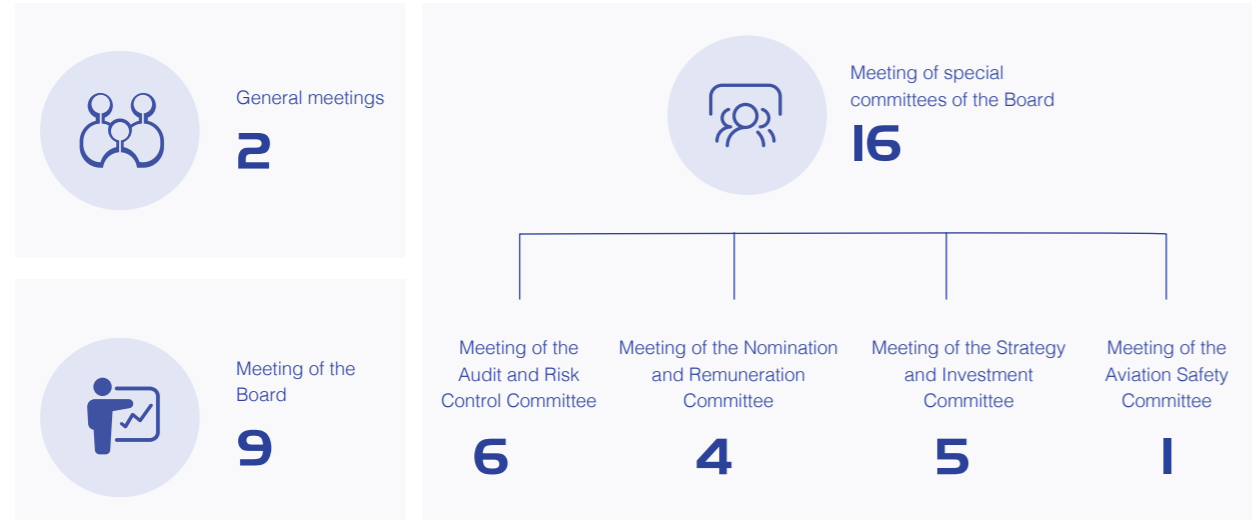 General meetings
2
Meeting of the
Board
9
Meeting of special
committees of the Board
16
Meeting of the
Audit and Risk
Control Committee
6
Meeting of the Nomination
and Remuneration
Committee
4
Meeting of the Strategy
and Investment
Committee
5
Meeting of the
Aviation Safety
Committee
1